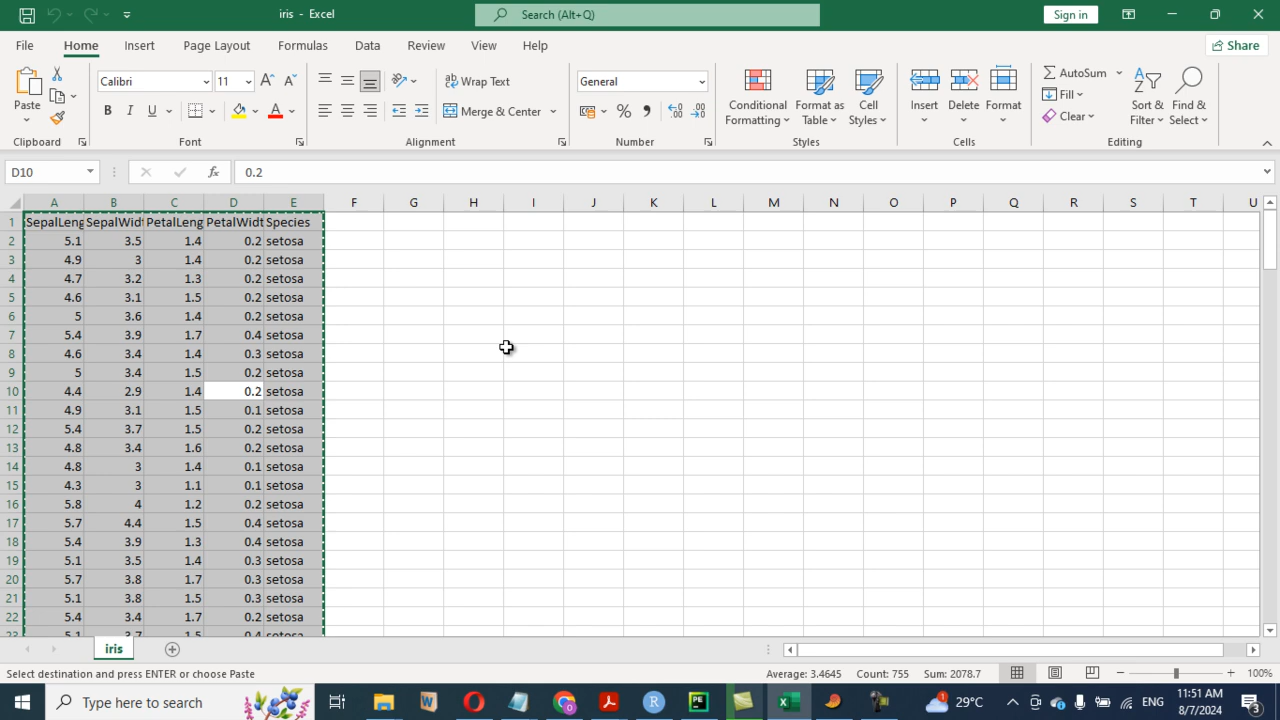 iris - Excel
Search (Alt+Q)
Sign in
File Home Insert Page Layout Formulas Data Review View Help
Share
Paste
Calibri 11
B I U
Wrap Text
Merge & Center
General
Conditional Formatting
Format as Table
Cell Styles
Insert
Delete
Format
AutoSum
Fill
Clear
Sort & Filter
Find & Select
Clipboard Font Alignment Number Styles Cells Editing
D10 fx 0.2
A B C D E F G H I J K L M N O P Q R S T U
1 SepalLeng SepalWidt PetalLeng PetalWidt Species
2 5.1 3.5 1.4 0.2 setosa
3 4.9 3 1.4 0.2 setosa
4 4.7 3.2 1.3 0.2 setosa
5 4.6 3.1 1.5 0.2 setosa
6 5 3.6 1.4 0.2 setosa
7 5.4 3.9 1.7 0.4 setosa
8 4.6 3.4 1.4 0.3 setosa
9 5 3.4 1.5 0.2 setosa
10 4.4 2.9 1.4 0.2 setosa
11 4.9 3.1 1.5 0.1 setosa
12 5.4 3.7 1.5 0.2 setosa
13 4.8 3.4 1.6 0.2 setosa
14 4.8 3 1.4 0.1 setosa
15 4.3 3 1.1 0.1 setosa
16 5.8 4 1.2 0.2 setosa
17 5.7 4.4 1.5 0.4 setosa
18 5.4 3.9 1.3 0.4 setosa
19 5.1 3.5 1.4 0.3 setosa
20 5.7 3.8 1.7 0.3 setosa
21 5.1 3.8 1.5 0.3 setosa
22 5.4 3.4 1.7 0.2 setosa
23 5.1 3.7 1.5 0.4 setosa
iris
Select destination and press ENTER or choose Paste
Average: 3.4645 Count: 755 Sum: 2078.7
100%
Type here to search
29°C
ENG
11:51 AM
8/7/2024
3